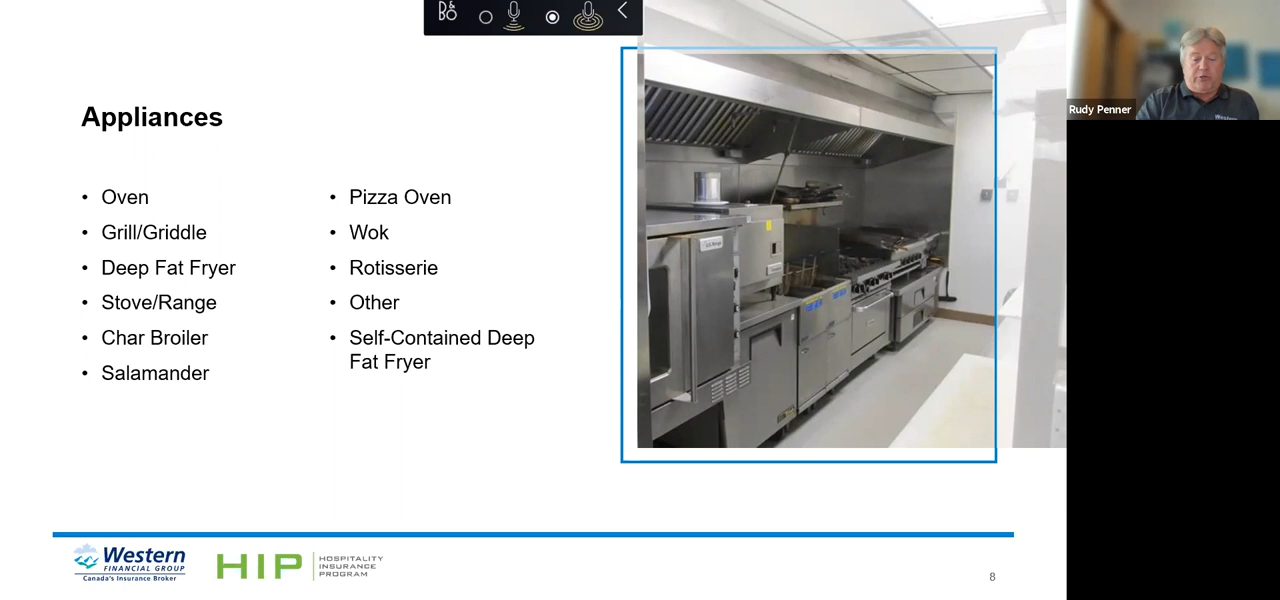 Appliances
• Oven
• Grill/Griddle
• Deep Fat Fryer
• Stove/Range
• Char Broiler
• Salamander
• Pizza Oven
• Wok
• Rotisserie
• Other
• Self-Contained Deep
Fat Fryer
Rudy Penner
Western
Western
FINANCIAL GROUP
Canada's Insurance Broker
HIP
HOSPITALITY
INSURANCE
PROGRAM
8